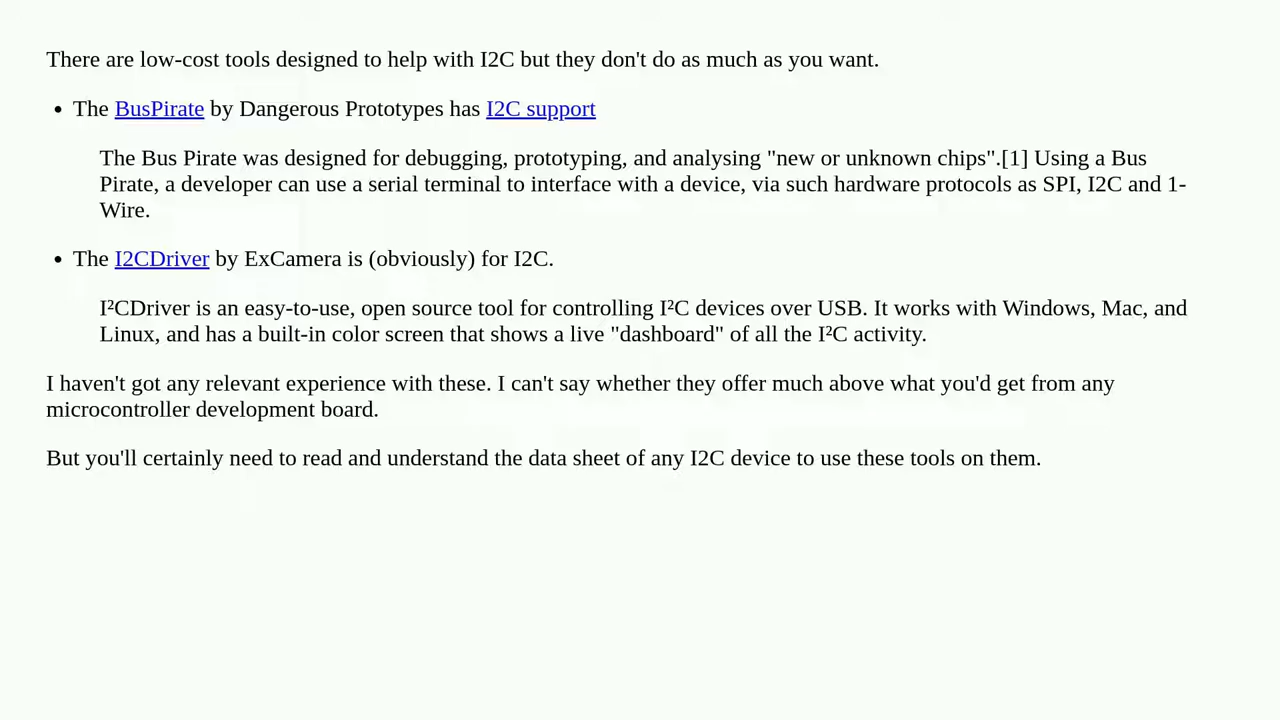 There are low-cost tools designed to help with I2C but they don't do as much as you want.
• The BusPirate by Dangerous Prototypes has I2C support
The Bus Pirate was designed for debugging, prototyping, and analysing "new or unknown chips".[1] Using a Bus
Pirate, a developer can use a serial terminal to interface with a device, via such hardware protocols as SPI, I2C and 1-
Wire.
• The I2CDriver by ExCamera is (obviously) for I2C.
I²CDriver is an easy-to-use, open source tool for controlling I²C devices over USB. It works with Windows, Mac, and
Linux, and has a built-in color screen that shows a live "dashboard" of all the I²C activity.
I haven't got any relevant experience with these. I can't say whether they offer much above what you'd get from any
microcontroller development board.
But you'll certainly need to read and understand the data sheet of any I2C device to use these tools on them.